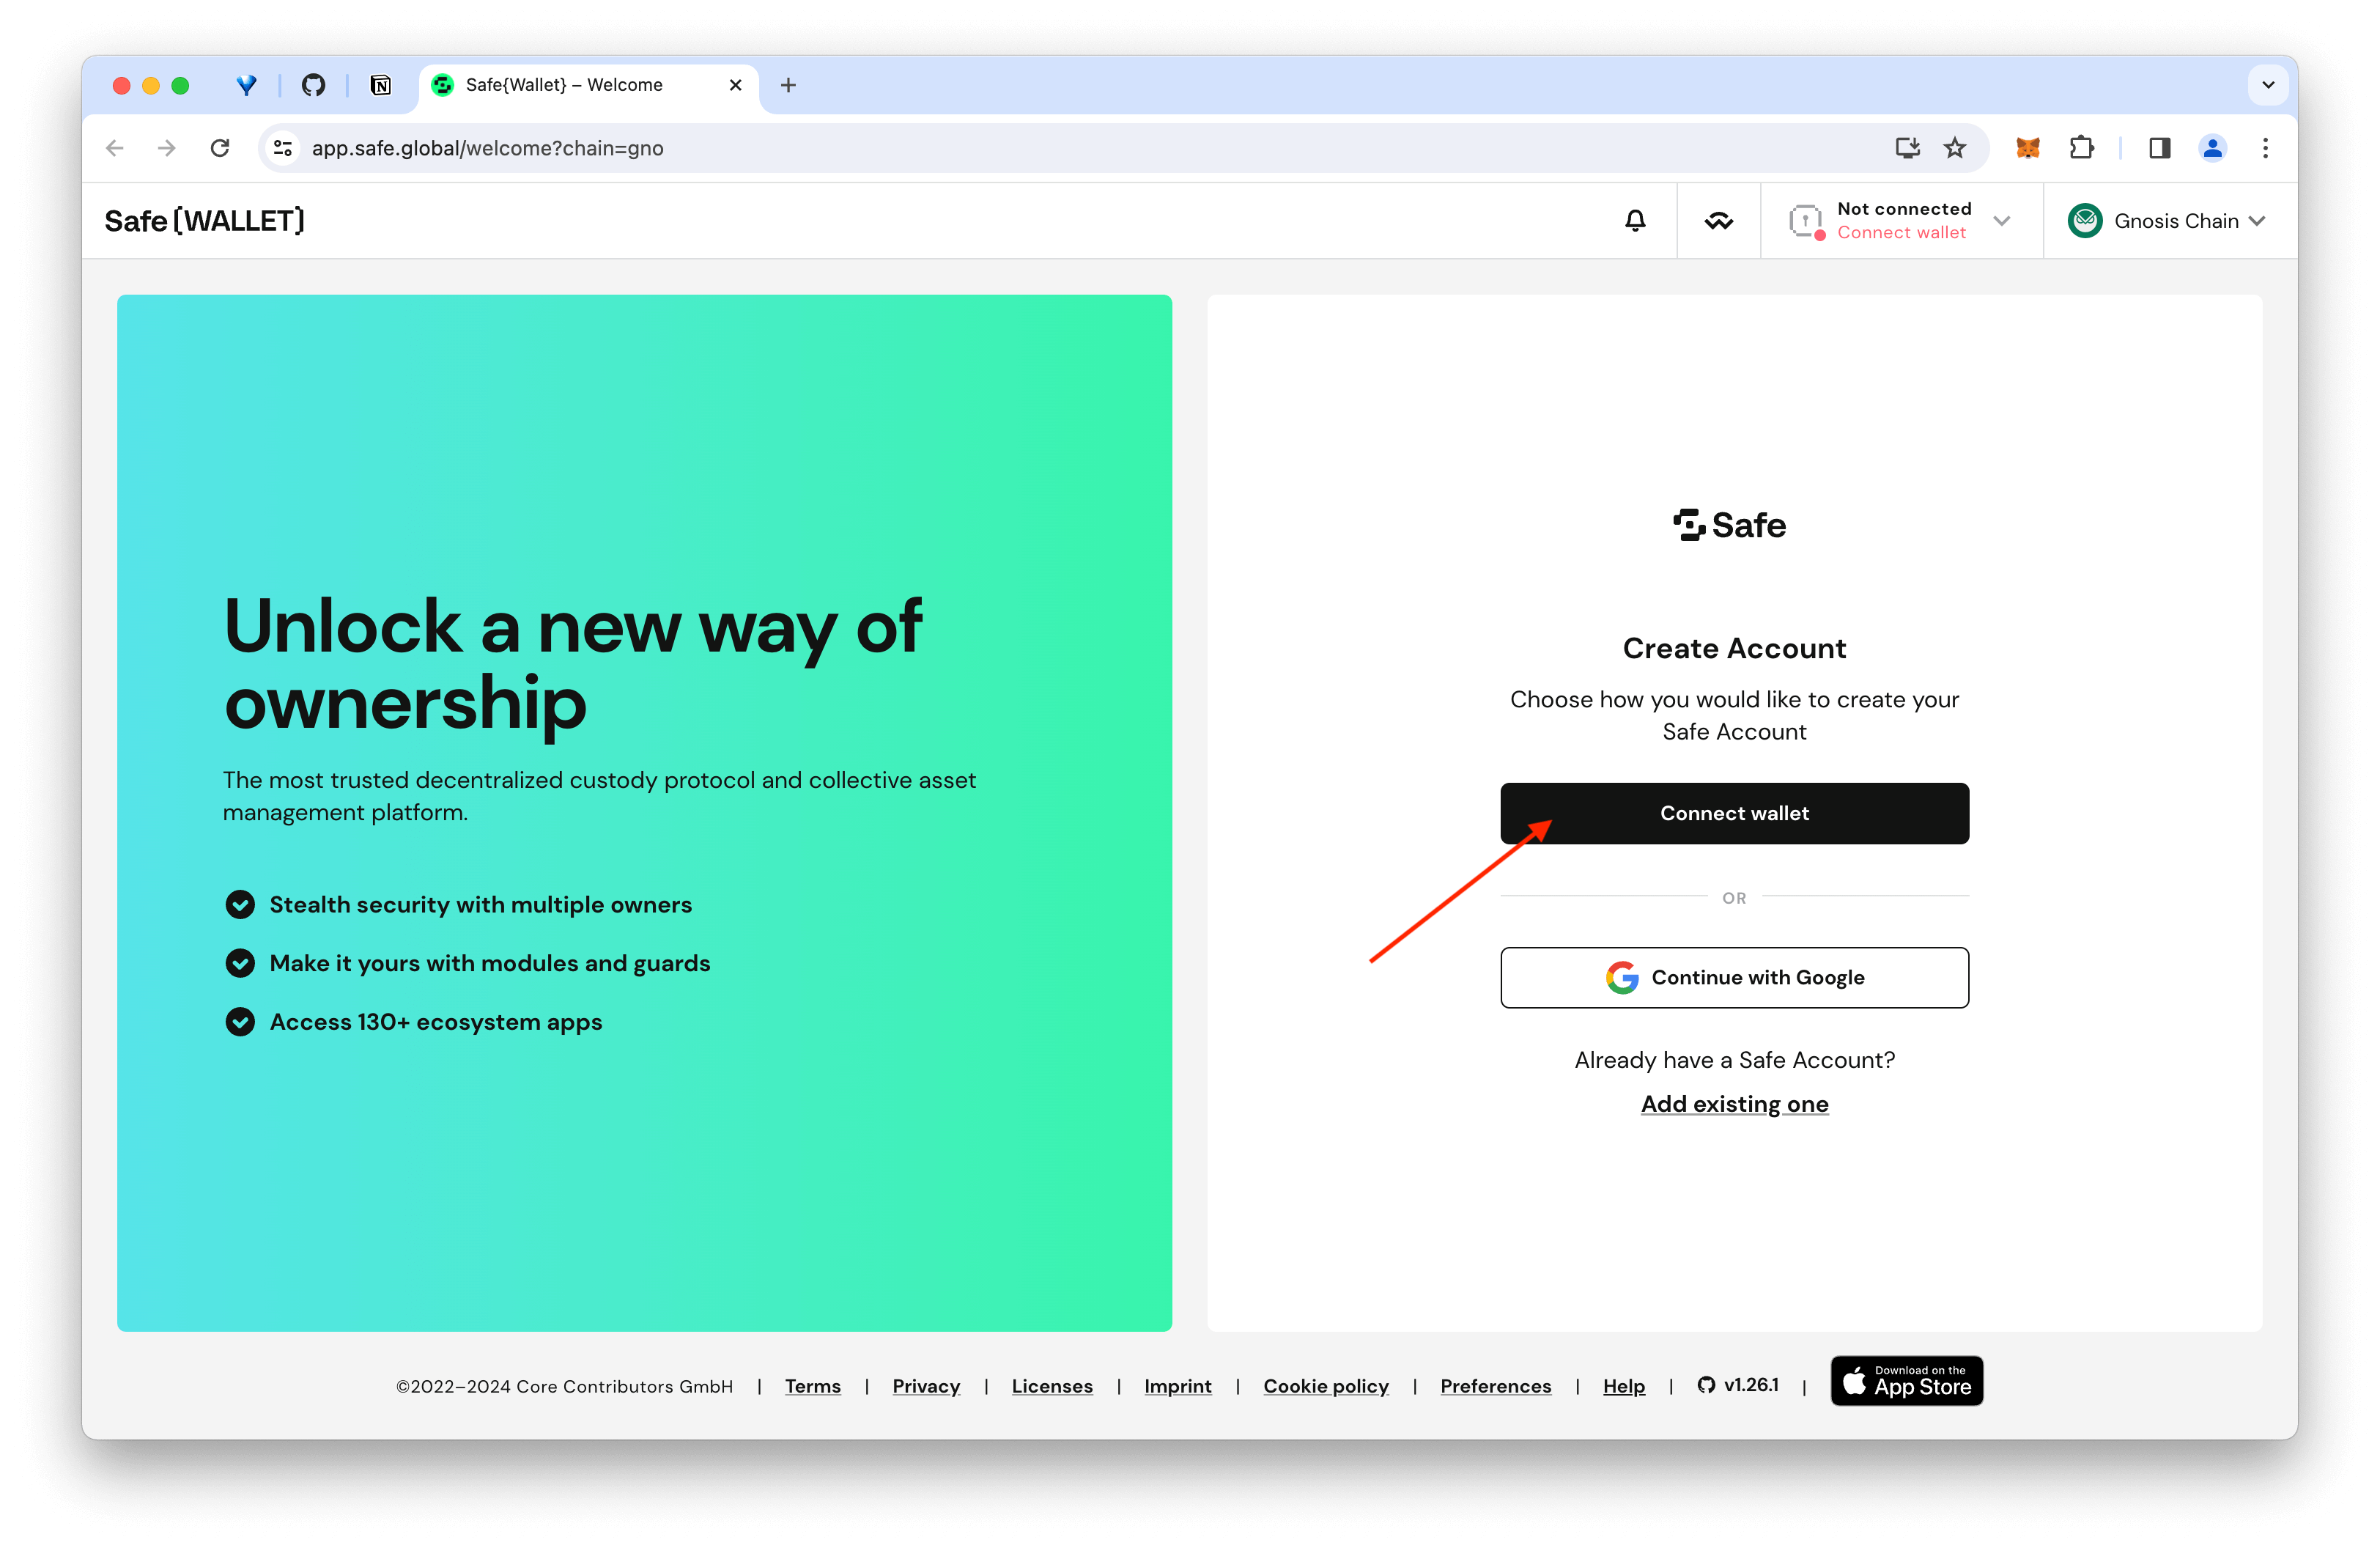 Safe{Wallet} – Welcome
app.safe.global/welcome?chain=gno
Safe{WALLET}
Not connected
Connect wallet
Gnosis Chain
Unlock a new way of
ownership
The most trusted decentralized custody protocol and collective asset
management platform.
Stealth security with multiple owners
Make it yours with modules and guards
Access 130+ ecosystem apps
Safe
Create Account
Choose how you would like to create your
Safe Account
Connect wallet
OR
Continue with Google
Already have a Safe Account?
Add existing one
©2022–2024 Core Contributors GmbH | Terms | Privacy | Licenses | Imprint | Cookie policy | Preferences | Help | v1.26.1 |
Download on the
App Store